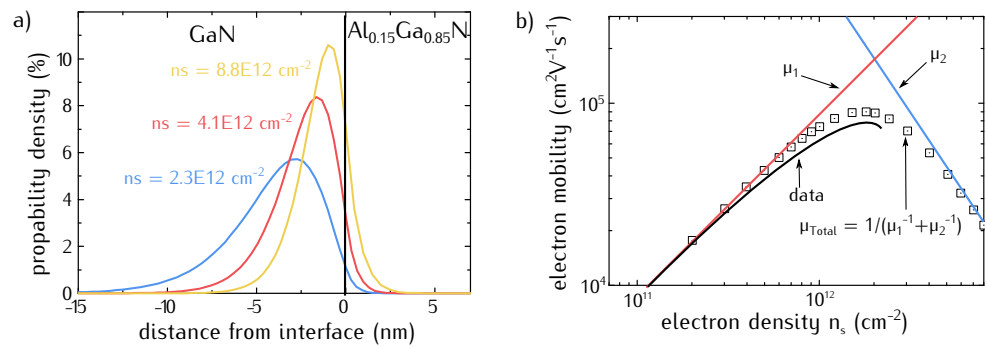 a)
GaN
Al0.15Ga0.85N
ns = 8.8E12 cm-2
ns = 4.1E12 cm-2
ns = 2.3E12 cm-2
propability density (%)
10
8
6
4
2
0
-15
-10
-5
0
5
distance from interface (nm)
b)
μ1
μ2
data
μTotal = 1/(μ1-1+μ2-1)
electron mobility (cm2V-1s-1)
105
104
1011
1012
electron density ns (cm-2)